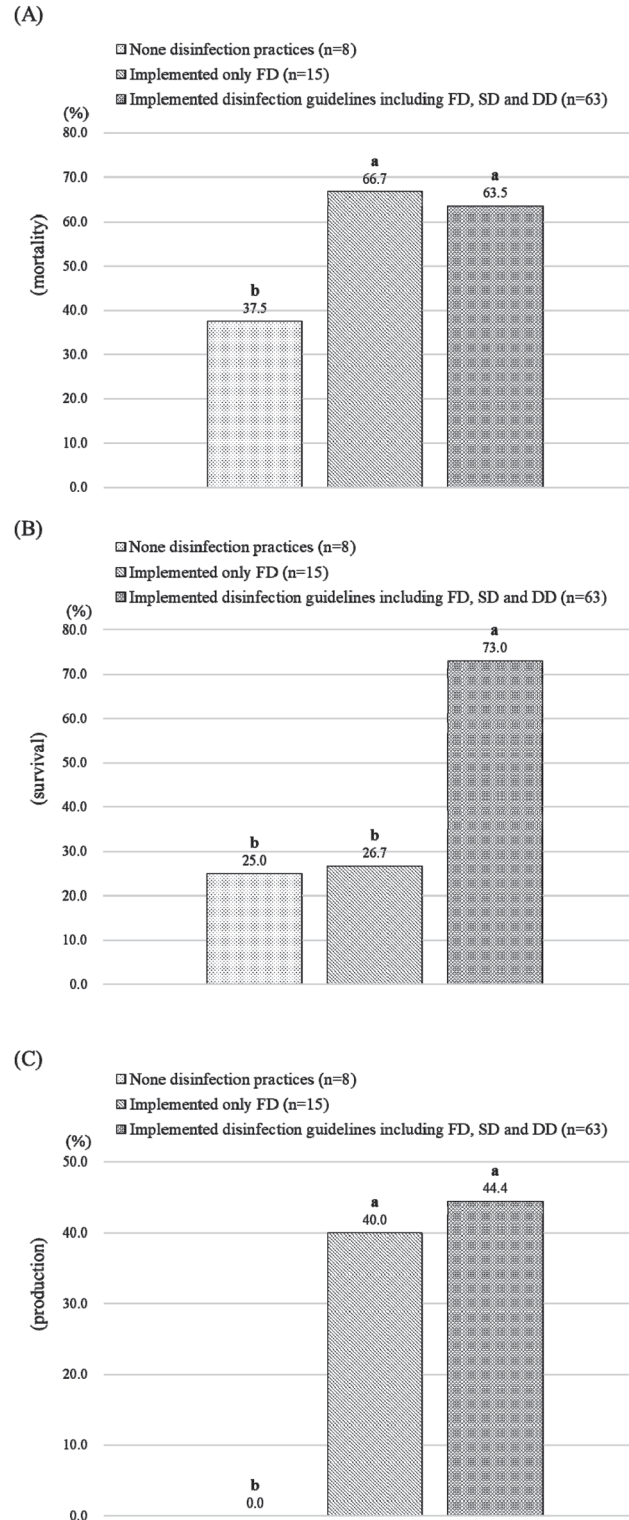 (A)
None disinfection practices (n=8)
Implemented only FD (n=15)
Implemented disinfection guidelines including FD, SD and DD (n=63)
(%)
80.0
70.0
60.0
50.0
40.0
30.0
20.0
10.0
0.0
(mortality)
b
37.5
a
66.7
a
63.5
(B)
None disinfection practices (n=8)
Implemented only FD (n=15)
Implemented disinfection guidelines including FD, SD and DD (n=63)
(%)
80.0
70.0
60.0
50.0
40.0
30.0
20.0
10.0
0.0
(survival)
b
25.0
b
26.7
a
73.0
(C)
None disinfection practices (n=8)
Implemented only FD (n=15)
Implemented disinfection guidelines including FD, SD and DD (n=63)
(%)
50.0
40.0
30.0
20.0
10.0
0.0
(production)
b
0.0
a
40.0
a
44.4